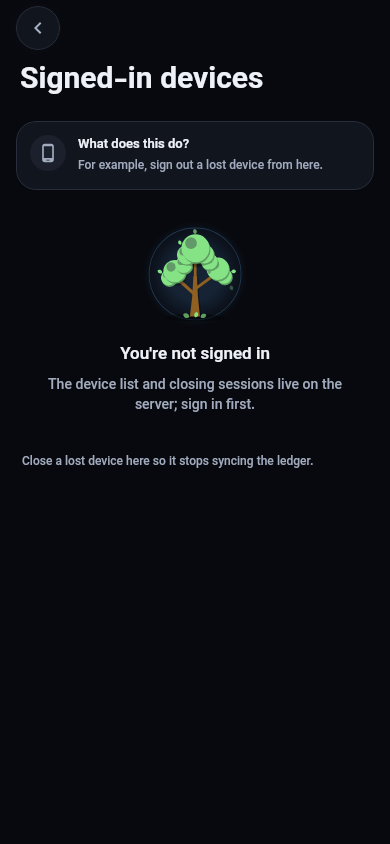 Signed-in devices
What does this do?
For example, sign out a lost device from here.
You're not signed in
The device list and closing sessions live on the
server; sign in first.
Close a lost device here so it stops syncing the ledger.